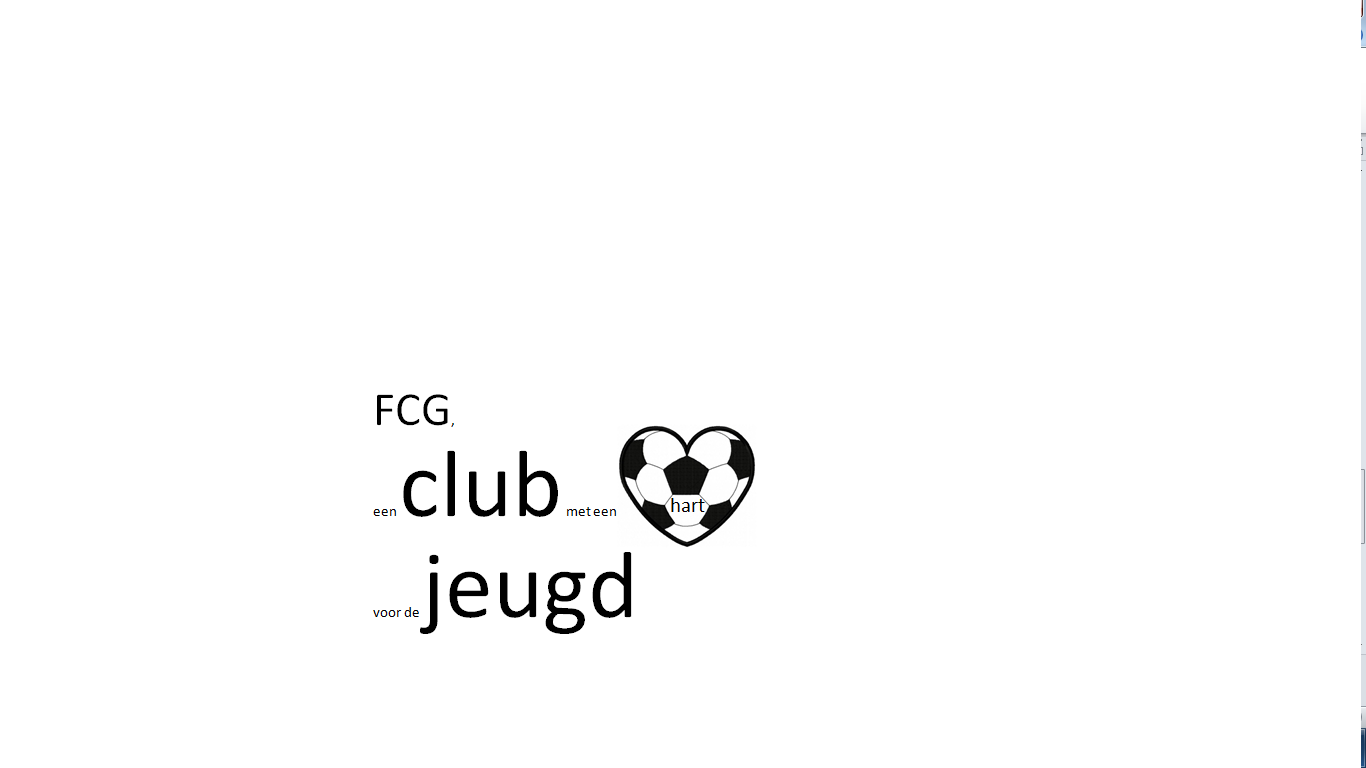 FCG,
een club met een hart
voor de jeugd